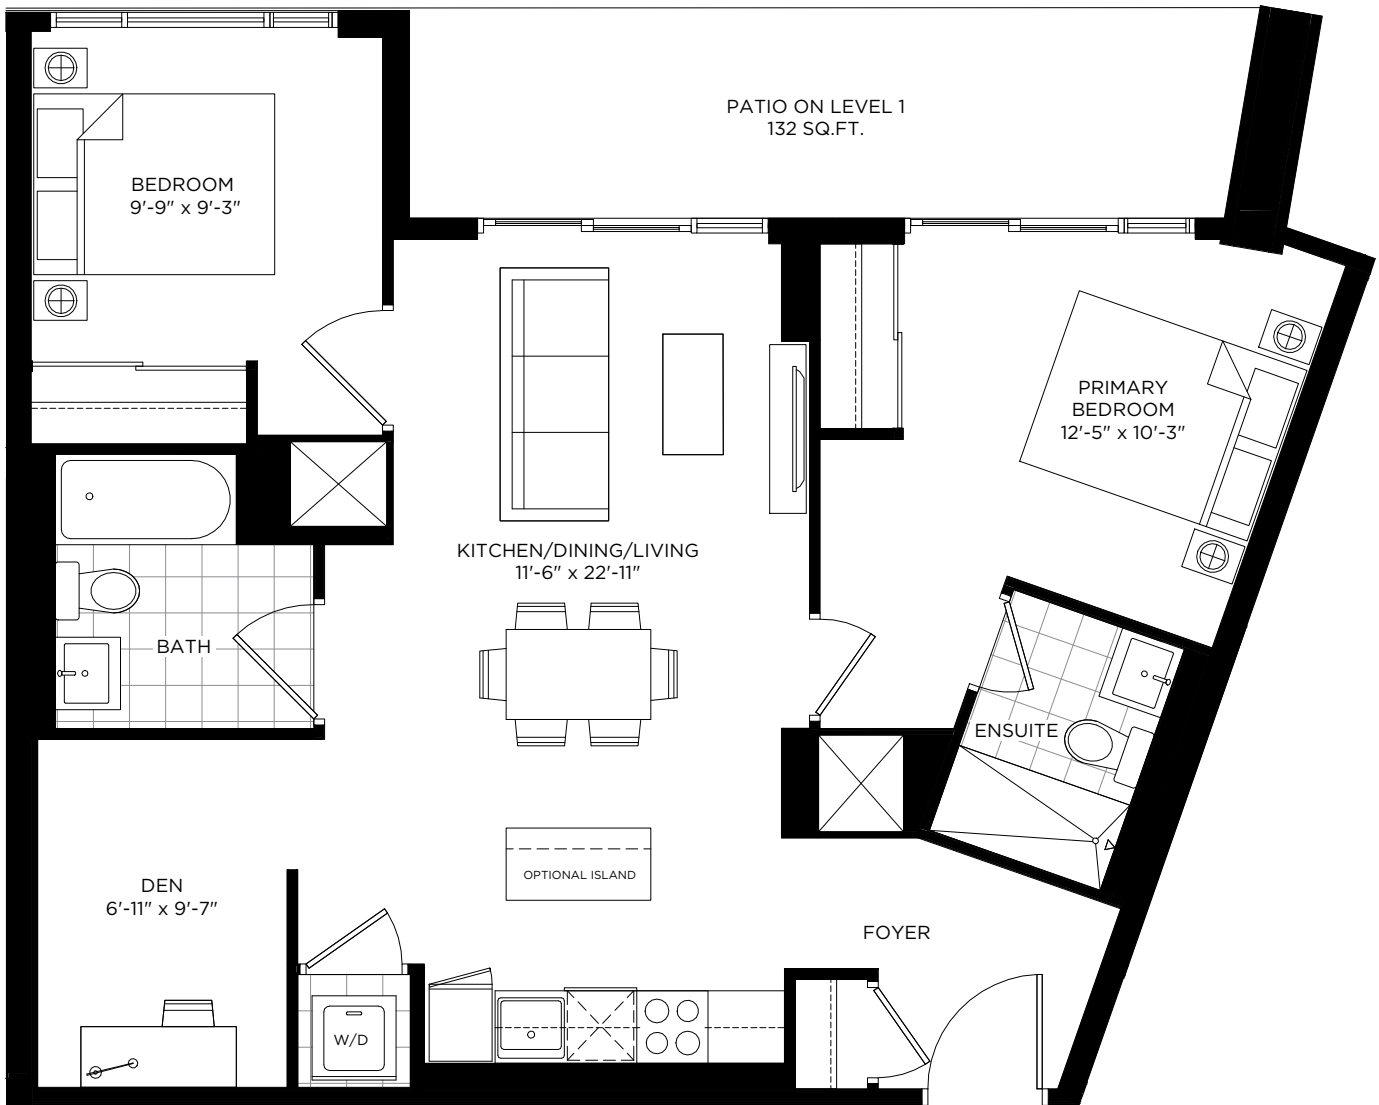 PATIO ON LEVEL 1
132 SQ.FT.
BEDROOM
9'-9" x 9'-3"
PRIMARY
BEDROOM
12'-5" x 10'-3"
KITCHEN/DINING/LIVING
11'-6" x 22'-11"
BATH
ENSUITE
OPTIONAL ISLAND
DEN
6'-11" x 9'-7"
FOYER
W/D